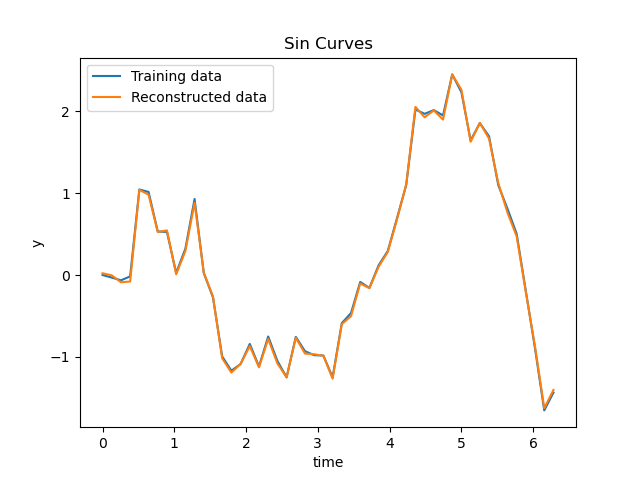 Sin Curves
Training data
Reconstructed data
2
1
0
−1
y
0 1 2 3 4 5 6
time